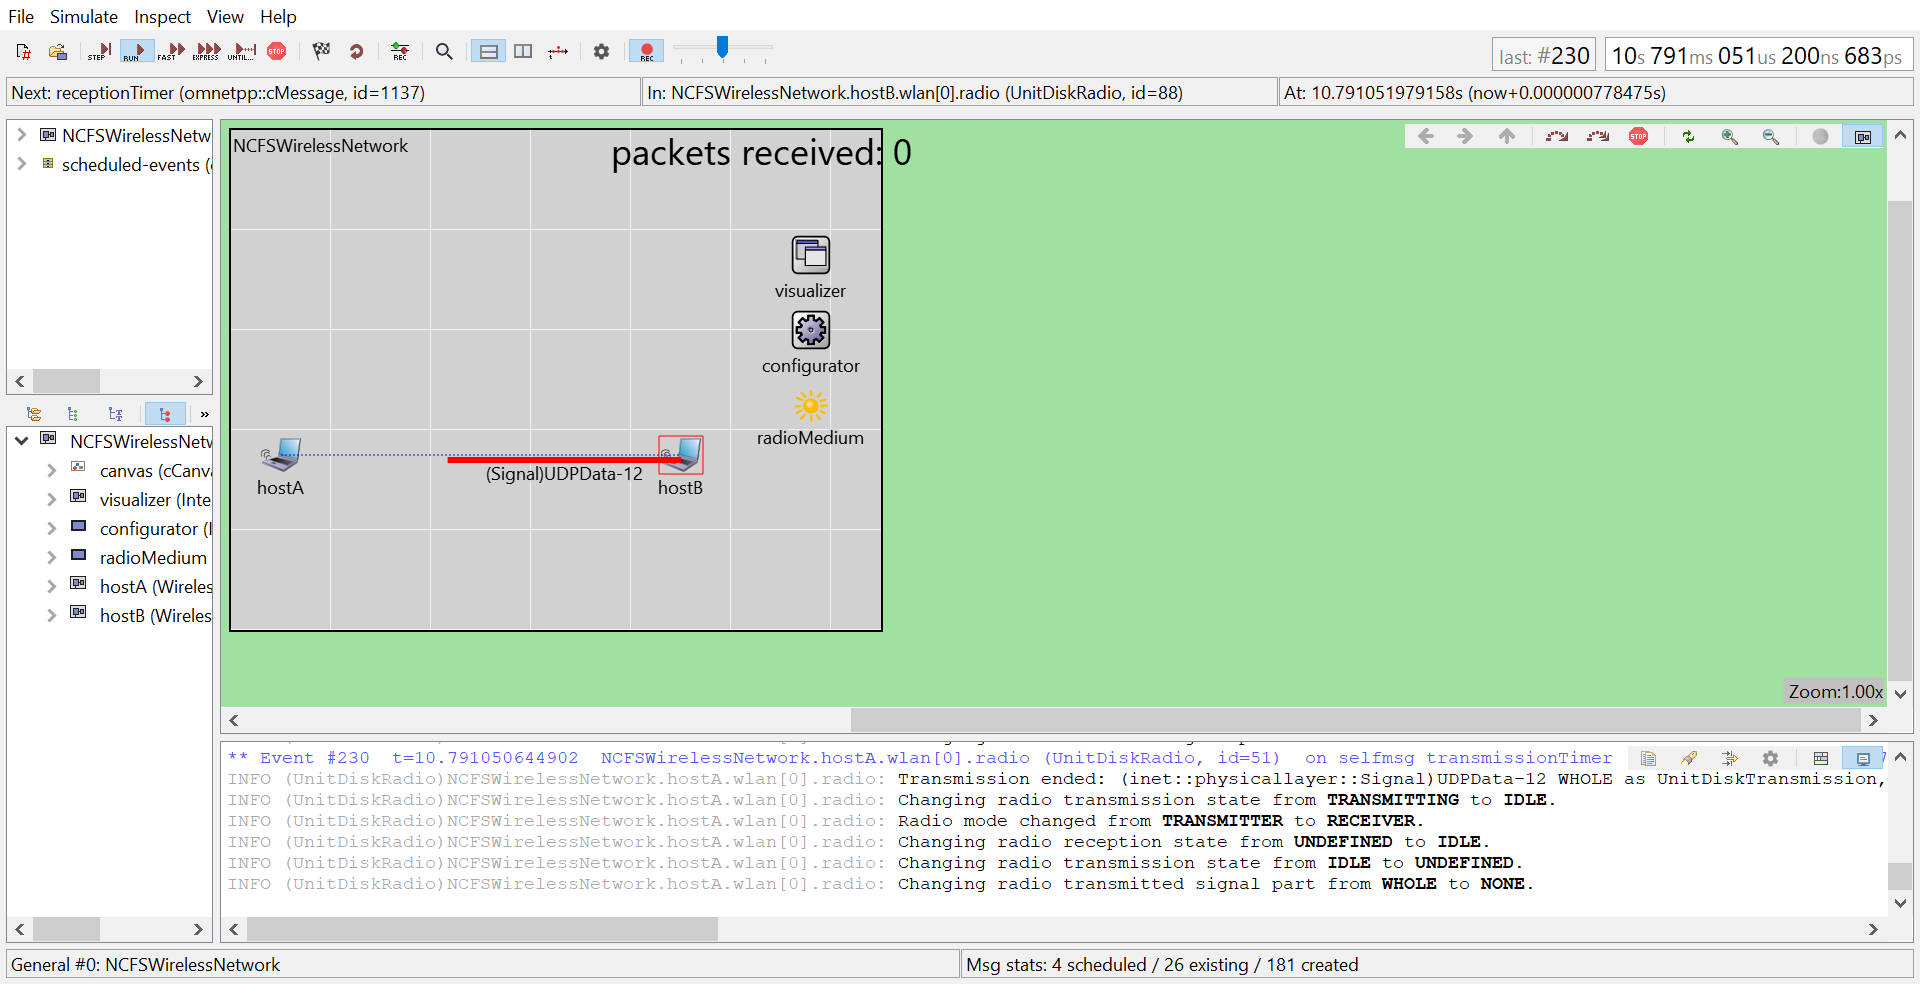 File Simulate Inspect View Help
STEP RUN FAST EXPRESS UNTIL... STOP REC REC
last: #230 10s 791ms 051us 200ns 683ps
Next: receptionTimer (omnetpp::cMessage, id=1137) In: NCFSWirelessNetwork.hostB.wlan[0].radio (UnitDiskRadio, id=88) At: 10.791051979158s (now+0.000000778475s)
NCFSWirelessNetw
scheduled-events (
NCFSWirelessNetwork
packets received: 0
STOP
visualizer
configurator
radioMedium
(Signal)UDPData-12
hostA
hostB
Zoom:1.00x
»
NCFSWirelessNetw
canvas (cCanva
visualizer (Inte
configurator (I
radioMedium
hostA (Wireles
hostB (Wireles
** Event #230 t=10.791050644902 NCFSWirelessNetwork.hostA.wlan[0].radio (UnitDiskRadio, id=51) on selfmsg transmissionTimer
INFO (UnitDiskRadio)NCFSWirelessNetwork.hostA.wlan[0].radio: Transmission ended: (inet::physicallayer::Signal)UDPData-12 WHOLE as UnitDiskTransmission,
INFO (UnitDiskRadio)NCFSWirelessNetwork.hostA.wlan[0].radio: Changing radio transmission state from TRANSMITTING to IDLE.
INFO (UnitDiskRadio)NCFSWirelessNetwork.hostA.wlan[0].radio: Radio mode changed from TRANSMITTER to RECEIVER.
INFO (UnitDiskRadio)NCFSWirelessNetwork.hostA.wlan[0].radio: Changing radio reception state from UNDEFINED to IDLE.
INFO (UnitDiskRadio)NCFSWirelessNetwork.hostA.wlan[0].radio: Changing radio transmission state from IDLE to UNDEFINED.
INFO (UnitDiskRadio)NCFSWirelessNetwork.hostA.wlan[0].radio: Changing radio transmitted signal part from WHOLE to NONE.
General #0: NCFSWirelessNetwork Msg stats: 4 scheduled / 26 existing / 181 created